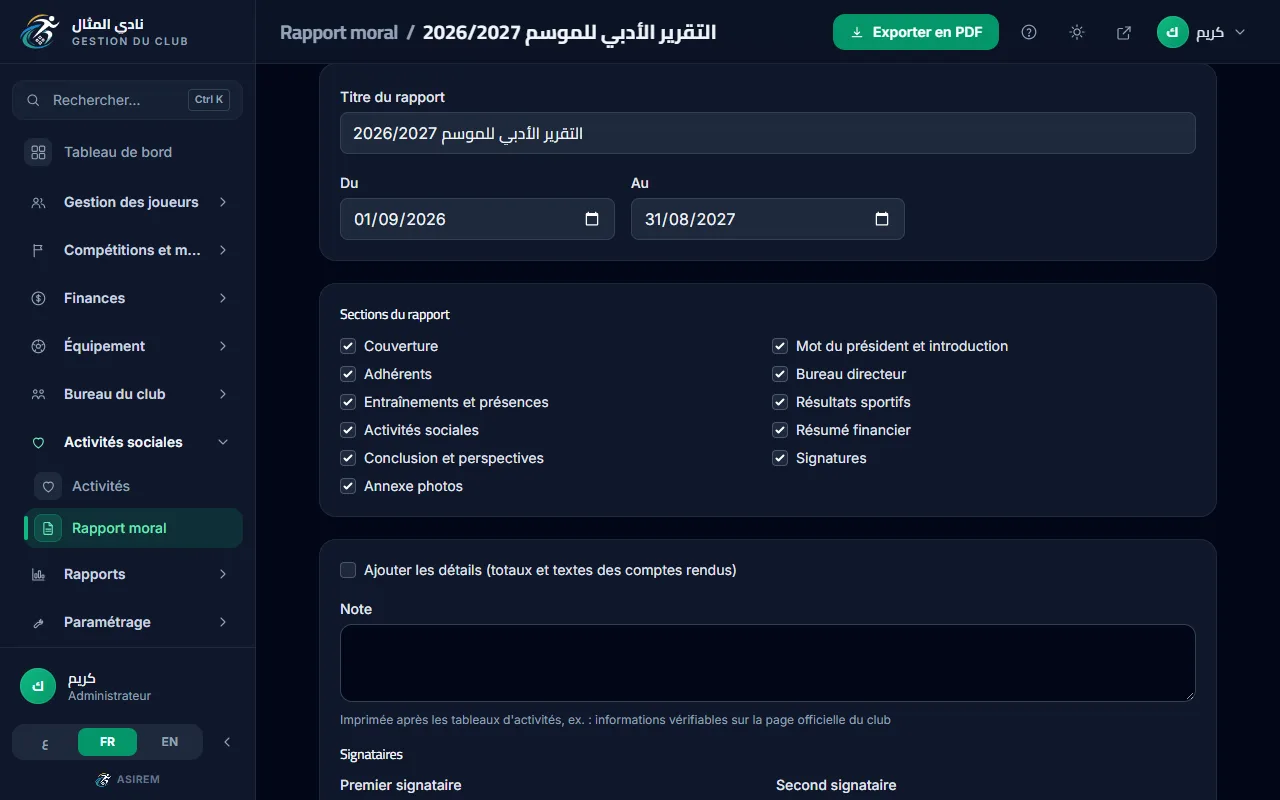 نادي المثال
GESTION DU CLUB
Rechercher...
Ctrl K
Tableau de bord
Gestion des joueurs
Compétitions et m...
Finances
Équipement
Bureau du club
Activités sociales
Activités
Rapport moral
Rapports
Paramétrage
ك
كريم
Administrateur
ع
FR
EN
ASIREM
Rapport moral / التقرير الأدبي للموسم 2026/2027
Exporter en PDF
ك
كريم
Titre du rapport
التقرير الأدبي للموسم 2026/2027
Du
Au
01/09/2026
31/08/2027
Sections du rapport
Couverture
Mot du président et introduction
Adhérents
Bureau directeur
Entraînements et présences
Résultats sportifs
Activités sociales
Résumé financier
Conclusion et perspectives
Signatures
Annexe photos
Ajouter les détails (totaux et textes des comptes rendus)
Note
Imprimée après les tableaux d'activités, ex. : informations vérifiables sur la page officielle du club
Signataires
Premier signataire
Second signataire